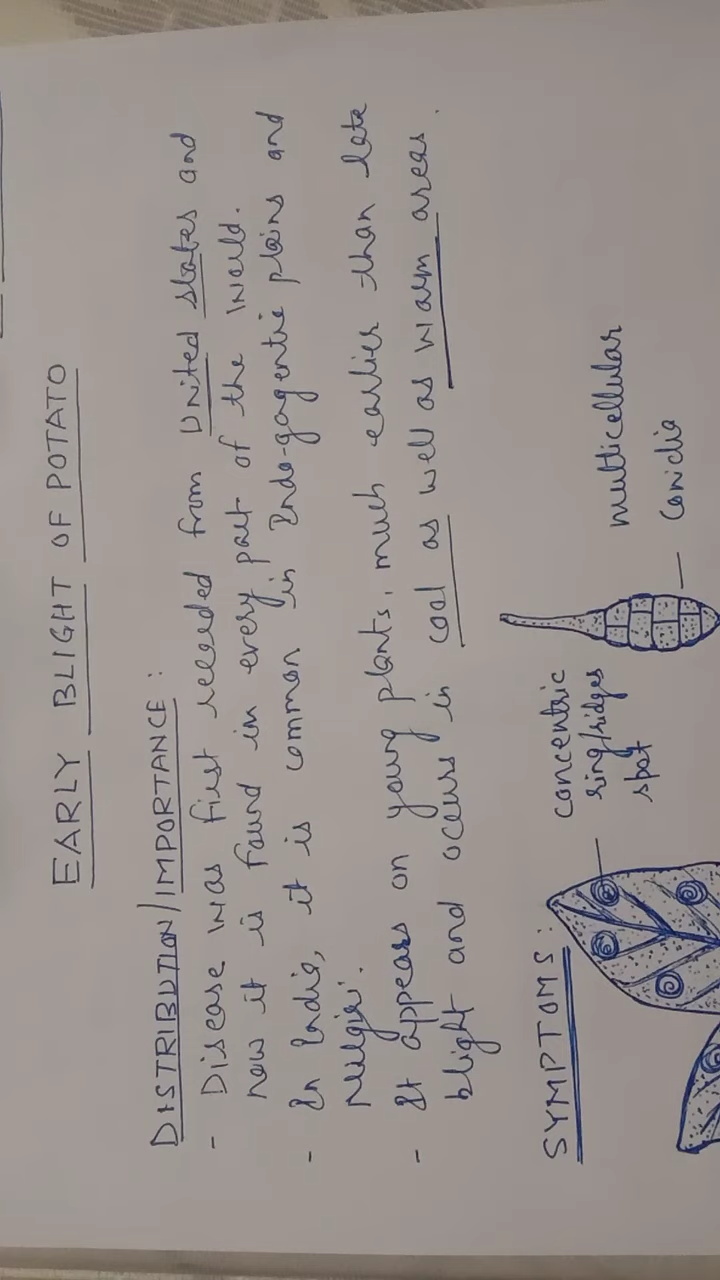 EARLY BLIGHT OF POTATO
DISTRIBUTION/IMPORTANCE:
- Disease was first recorded from United States and
now it is found in every part of the World.
- In India, it is common in Indo-gagentic plains and
Nilgiri.
- It appears on young plants, much earlier than late
blight and occurs in cool as well as warm areas.
SYMPTOMS:
concentric
ring/ridges
spot
multicellular
conidia